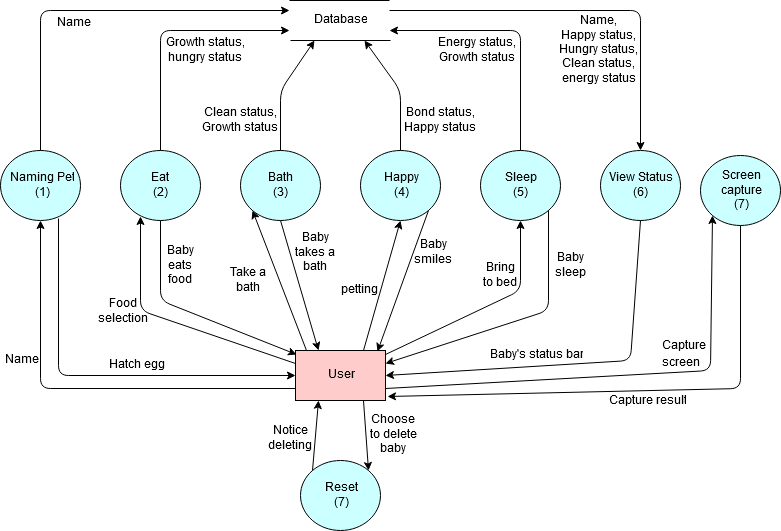 Database
Name
Growth status,
hungry status
Energy status,
Growth status
Name,
Happy status,
Hungry status,
Clean status,
energy status
Clean status,
Growth status
Bond status,
Happy status
Naming Pet
(1)
Eat
(2)
Bath
(3)
Happy
(4)
Sleep
(5)
View Status
(6)
Screen
capture
(7)
Baby
eats
food
Baby
takes a
bath
Baby
smiles
Baby
sleep
Take a
bath
petting
Bring
to bed
Food
selection
Name
Hatch egg
User
Baby's status bar
Capture
screen
Capture result
Notice
deleting
Choose
to delete
baby
Reset
(7)